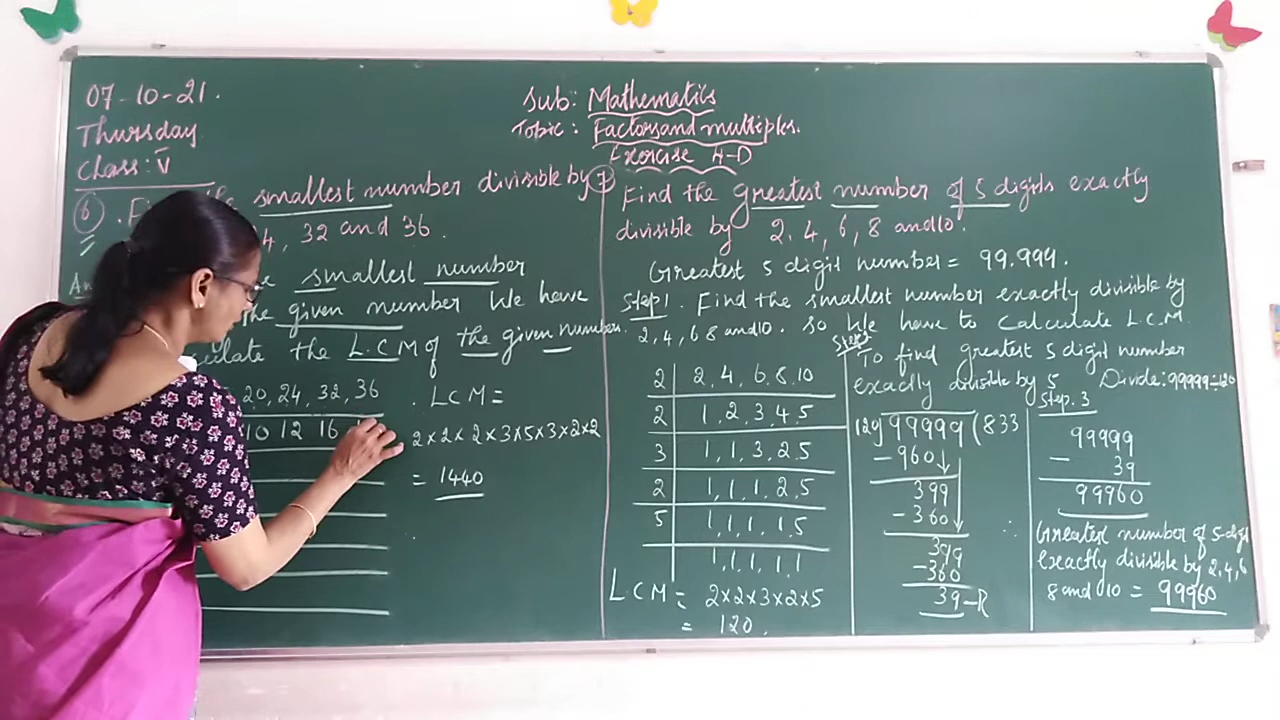 07-10-21.
Thursday
Class: V
Sub: Mathematics
Topic: Factors and multiples.
Exercise 4-D
6 . smallest number divisible by
4, 32 and 36.
smallest number
the given number We have
culate the L.C.M of the given number.
20, 24, 32, 36
10 12 16
LCM =
2×2×2×3×5×3×2×2
= 1440
7 Find the greatest number of 5 digits exactly
divisible by 2, 4, 6, 8 and 10.
Greatest 5 digit number = 99,999.
Step 1. Find the smallest number exactly divisible by
2, 4, 6 8 and 10. So We have to Calculate L.C.M.
2 2, 4, 6, 8, 10
2 1, 2, 3, 4, 5
3 1, 1, 3, 2, 5
2 1, 1, 1, 2, 5
5 1, 1, 1, 1 5
1, 1, 1, 1, 1
LCM = 2×2×3×2×5
= 120.
To find
greatest 5 digit number
exactly divisible by 5 Divide: 99999÷120
120) 99999 (833
- 960
399
- 360
399
- 360
39 - R
Step. 3
99999
- 39
99960
∴ Greatest number of 5-digit
exactly divisible by 2, 4, 6
8 and 10 = 99960